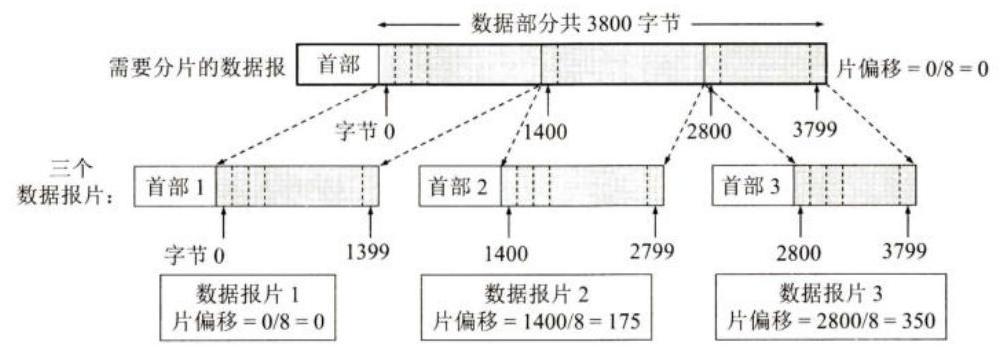 数据部分共 3800 字节
需要分片的数据报
首部
片偏移 = 0/8 = 0
字节 0
1400
2800
3799
三个
数据报片：
首部 1
首部 2
首部 3
字节 0
1399
1400
2799
2800
3799
数据报片 1
片偏移 = 0/8 = 0
数据报片 2
片偏移 = 1400/8 = 175
数据报片 3
片偏移 = 2800/8 = 350